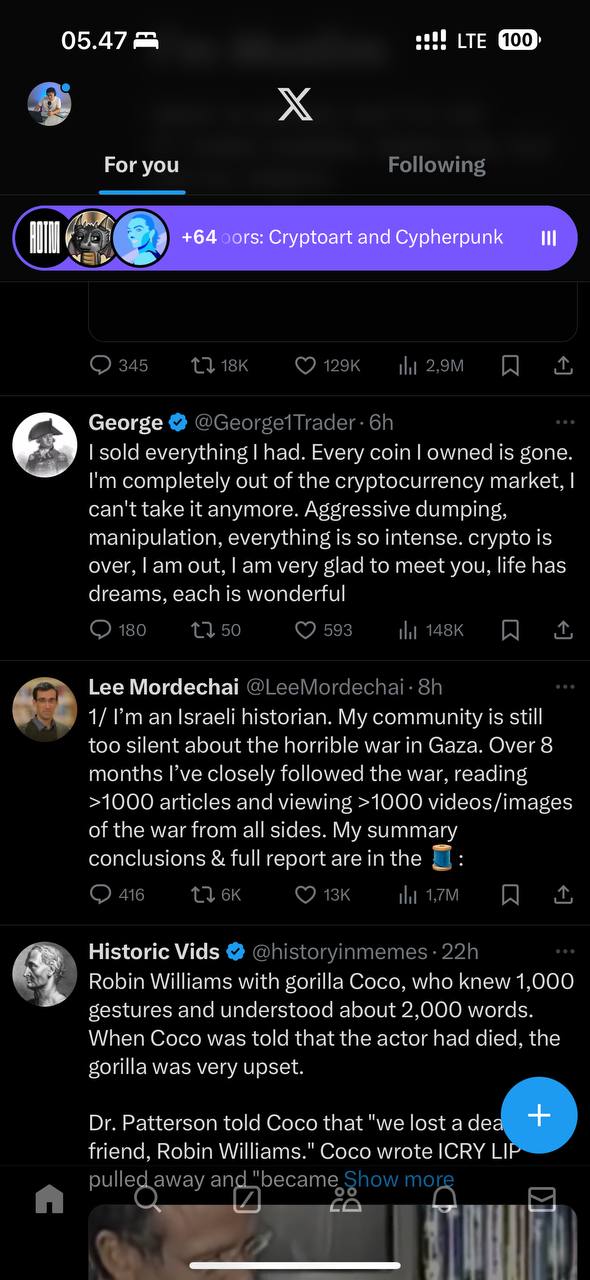 05.47
LTE 100
X
For you
Following
+64 oors: Cryptoart and Cypherpunk
345 18K 129K 2,9M
George @George1Trader · 6h
I sold everything I had. Every coin I owned is gone.
I'm completely out of the cryptocurrency market, I
can't take it anymore. Aggressive dumping,
manipulation, everything is so intense. crypto is
over, I am out, I am very glad to meet you, life has
dreams, each is wonderful
180 50 593 148K
Lee Mordechai @LeeMordechai · 8h
1/ I’m an Israeli historian. My community is still
too silent about the horrible war in Gaza. Over 8
months I’ve closely followed the war, reading
>1000 articles and viewing >1000 videos/images
of the war from all sides. My summary
conclusions & full report are in the 🧵:
416 6K 13K 1,7M
Historic Vids @historyinmemes · 22h
Robin Williams with gorilla Coco, who knew 1,000
gestures and understood about 2,000 words.
When Coco was told that the actor had died, the
gorilla was very upset.
Dr. Patterson told Coco that "we lost a dea
friend, Robin Williams." Coco wrote ICRY LIP
pulled away and "became Show more